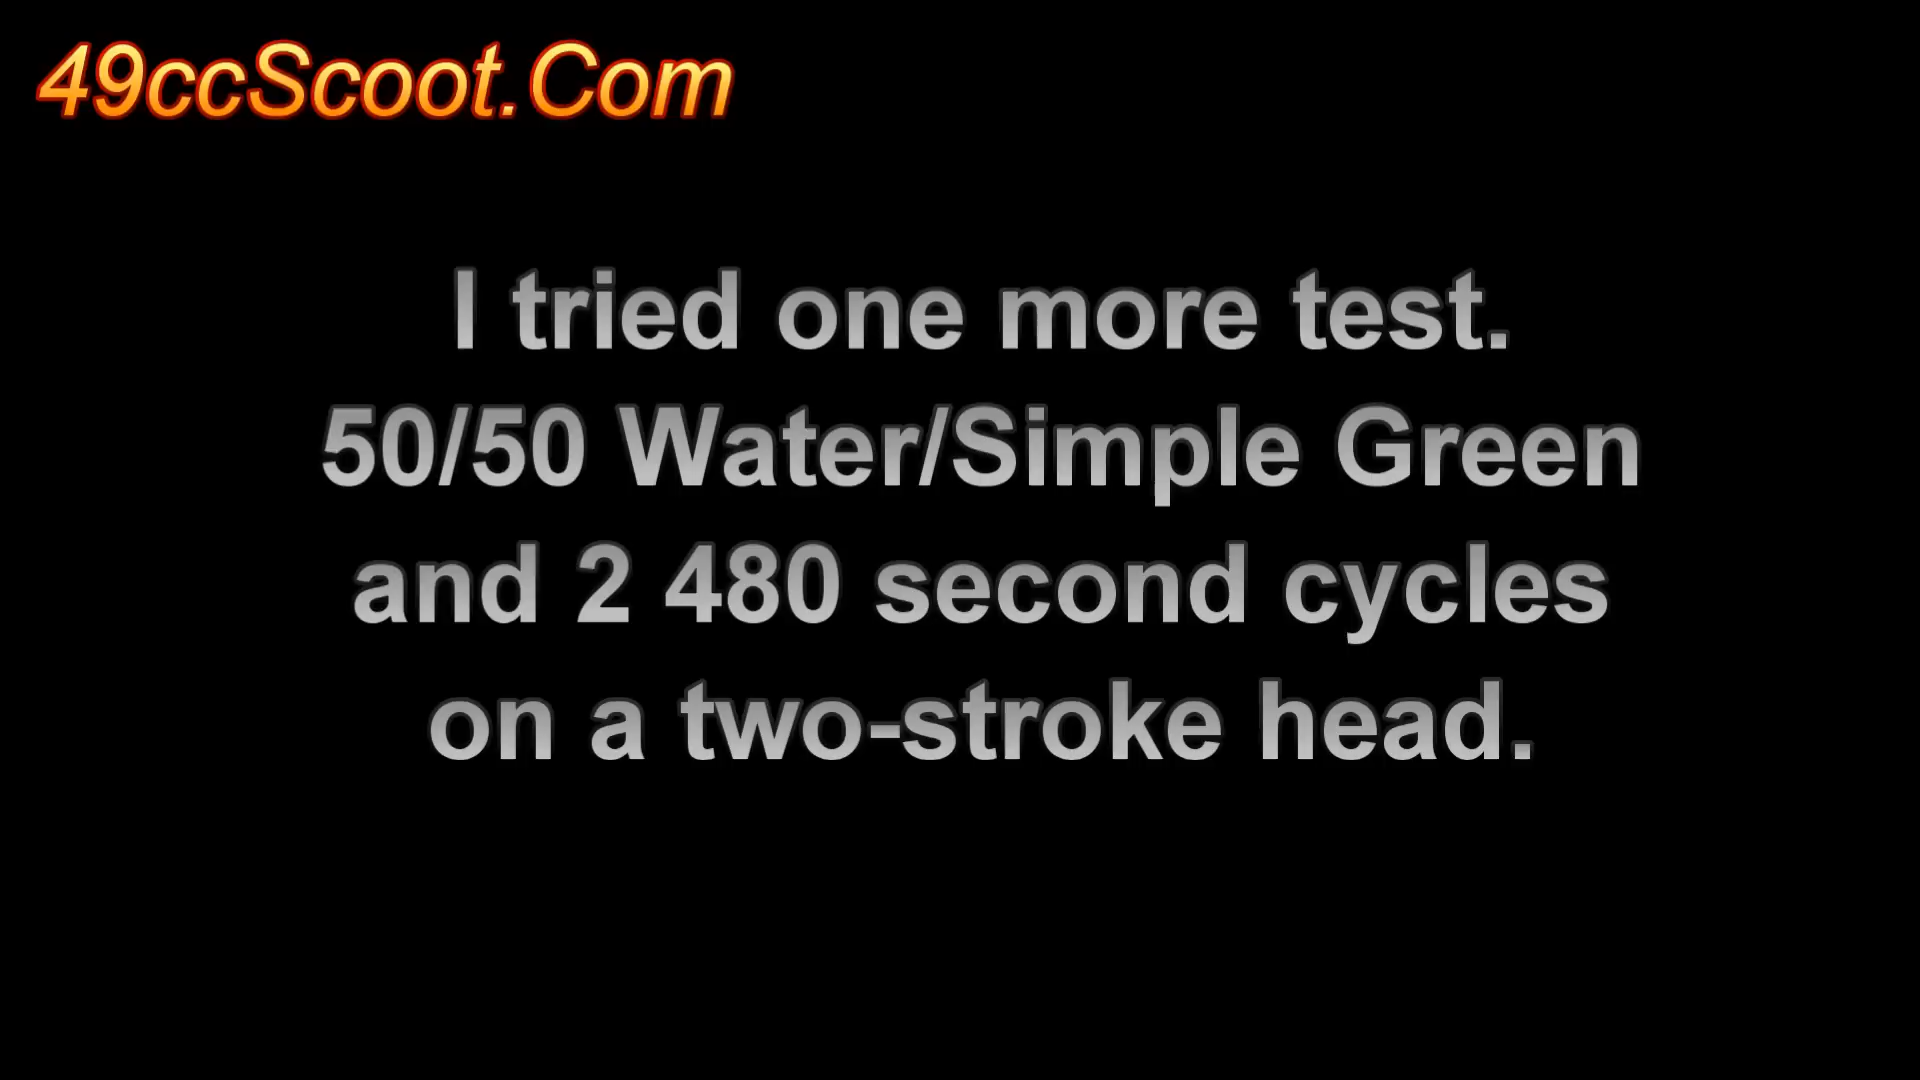 49ccScoot.Com
I tried one more test.
50/50 Water/Simple Green
and 2 480 second cycles
on a two-stroke head.